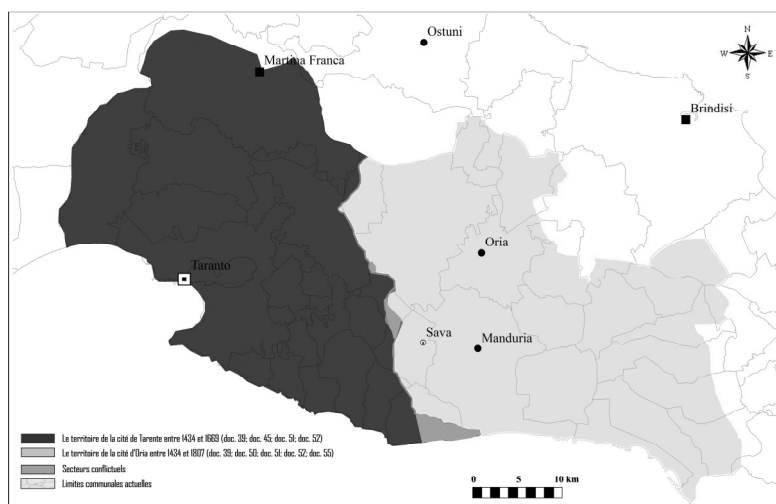 Ostuni
N
W E
S
Martina Franca
Brindisi
Oria
Taranto
Sava
Manduria
Le territoire de la cité de Tarente entre 1434 et 1669 (doc. 39; doc. 45; doc. 51; doc. 52)
Le territoire de la cité d'Oria entre 1434 et 1807 (doc. 39; doc. 50; doc. 51; doc. 52; doc. 55)
Secteurs conflictuels
Limites communales actuelles
0 5 10 km